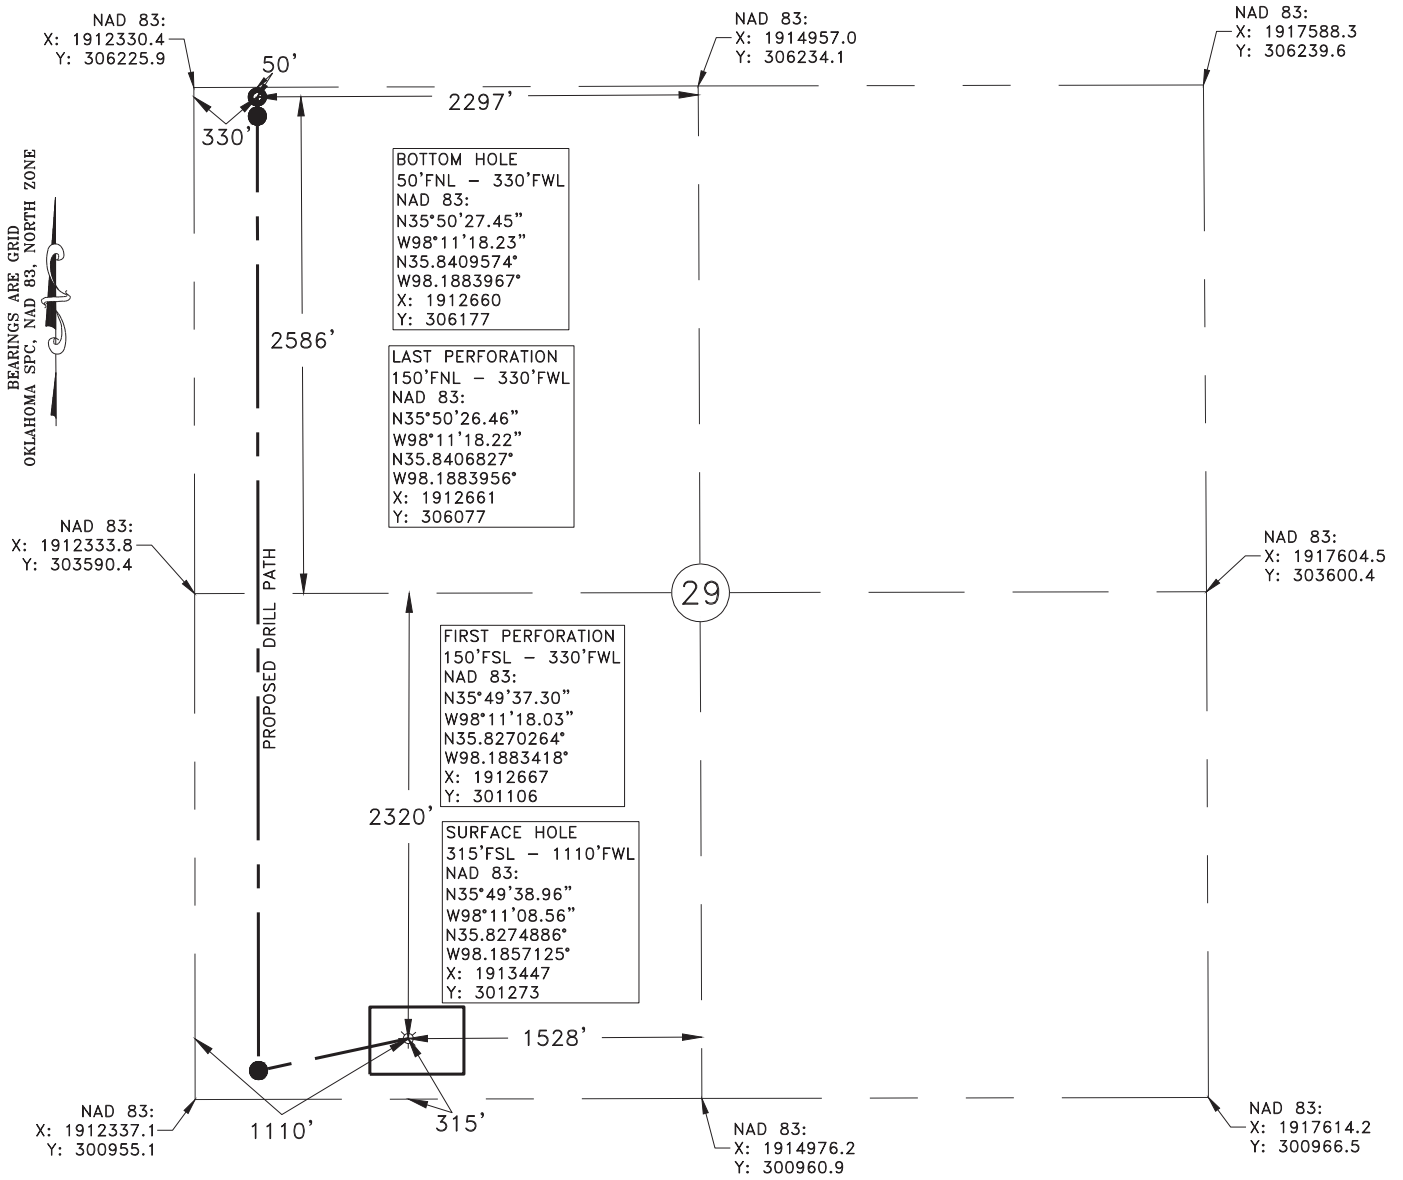 NAD 83:
X: 1912330.4
Y: 306225.9
NAD 83:
X: 1914957.0
Y: 306234.1
NAD 83:
X: 1917588.3
Y: 306239.6
50'
2297'
330'
BEARINGS ARE GRID
OKLAHOMA SPC, NAD 83, NORTH ZONE
BOTTOM HOLE
50'FNL – 330'FWL
NAD 83:
N35°50'27.45"
W98°11'18.23"
N35.8409574°
W98.1883967°
X: 1912660
Y: 306177
2586'
LAST PERFORATION
150'FNL – 330'FWL
NAD 83:
N35°50'26.46"
W98°11'18.22"
N35.8406827°
W98.1883956°
X: 1912661
Y: 306077
NAD 83:
X: 1912333.8
Y: 303590.4
PROPOSED DRILL PATH
29
NAD 83:
X: 1917604.5
Y: 303600.4
FIRST PERFORATION
150'FSL – 330'FWL
NAD 83:
N35°49'37.30"
W98°11'18.03"
N35.8270264°
W98.1883418°
X: 1912667
Y: 301106
2320'
SURFACE HOLE
315'FSL – 1110'FWL
NAD 83:
N35°49'38.96"
W98°11'08.56"
N35.8274886°
W98.1857125°
X: 1913447
Y: 301273
1528'
1110'
315'
NAD 83:
X: 1912337.1
Y: 300955.1
NAD 83:
X: 1914976.2
Y: 300960.9
NAD 83:
X: 1917614.2
Y: 300966.5